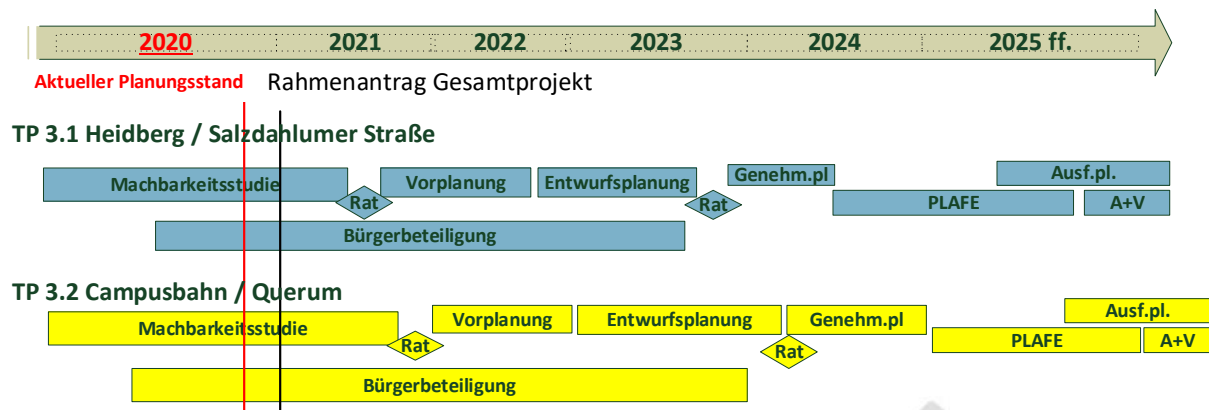 2020 2021 2022 2023 2024 2025 ff.
Aktueller Planungsstand Rahmenantrag Gesamtprojekt
TP 3.1 Heidberg / Salzdahlumer Straße
Machbarkeitsstudie Vorplanung Entwurfsplanung Genehm.pl Ausf.pl.
Rat Rat PLAFE A+V
Bürgerbeteiligung
TP 3.2 Campusbahn / Querum
Machbarkeitsstudie Vorplanung Entwurfsplanung Genehm.pl Ausf.pl.
Rat Rat PLAFE A+V
Bürgerbeteiligung